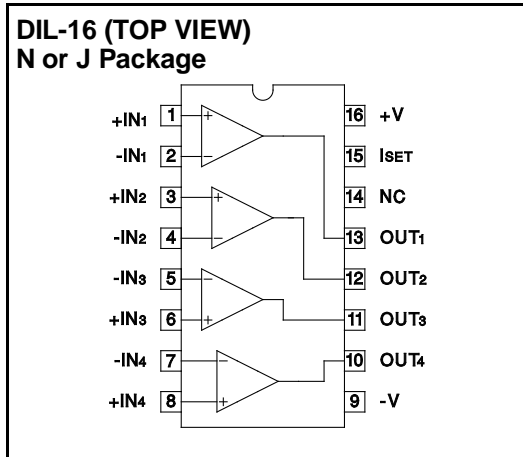 DIL-16 (TOP VIEW)
N or J Package
+IN1 1 + 16 +V
-IN1 2 - 15 ISET
+IN2 3 + 14 NC
-IN2 4 - 13 OUT1
-IN3 5 - 12 OUT2
+IN3 6 + 11 OUT3
-IN4 7 - 10 OUT4
+IN4 8 + 9 -V